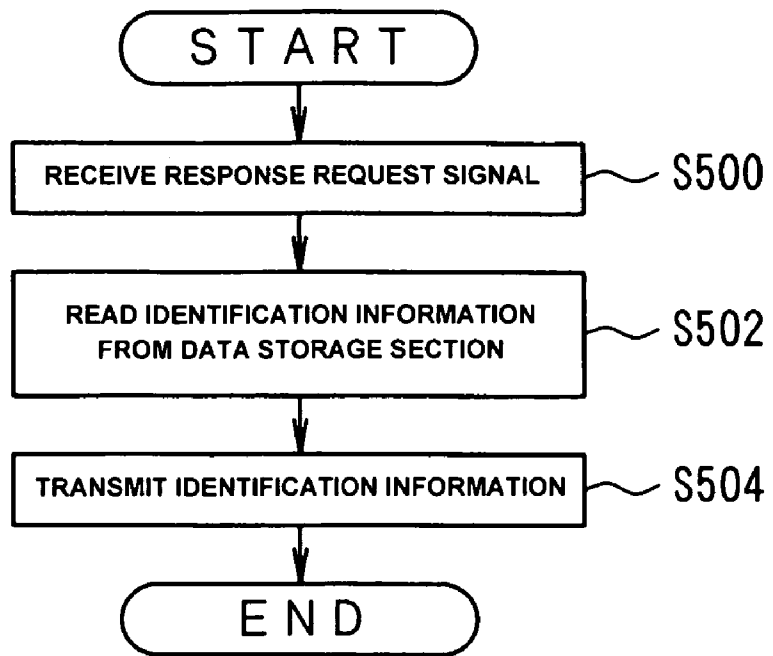 START
RECEIVE RESPONSE REQUEST SIGNAL
S500
READ IDENTIFICATION INFORMATION
FROM DATA STORAGE SECTION
S502
TRANSMIT IDENTIFICATION INFORMATION
S504
END